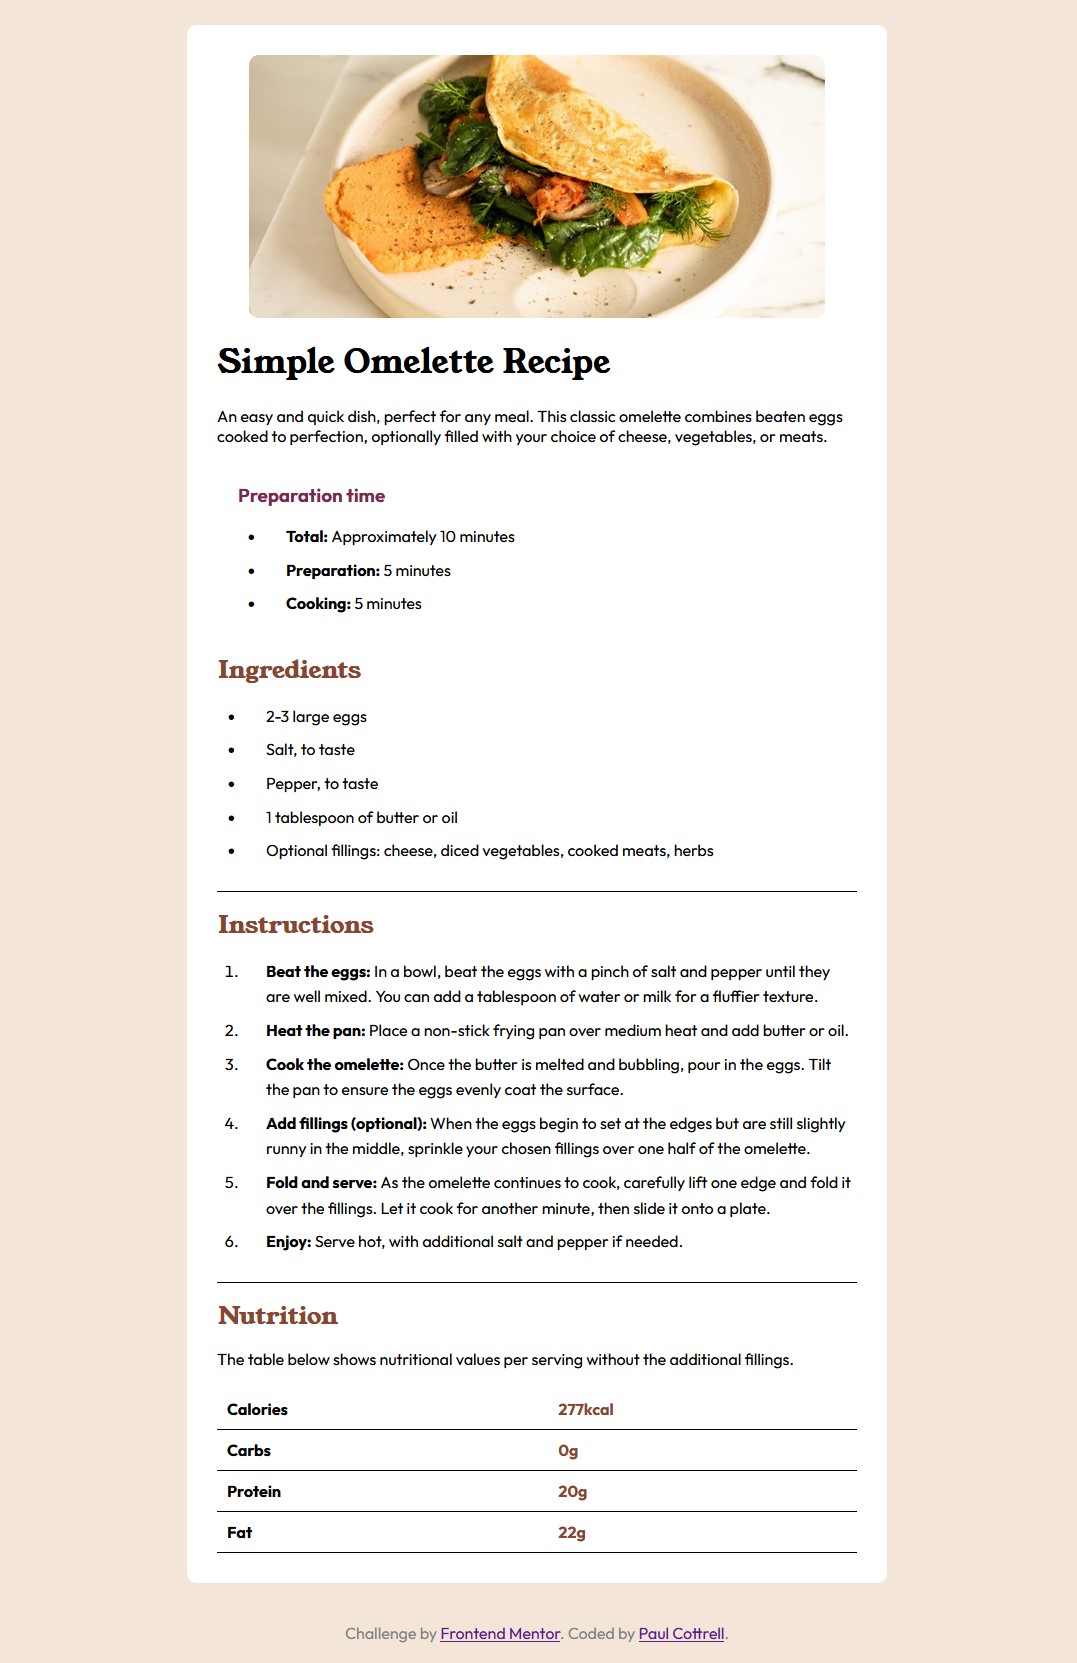 Simple Omelette Recipe
An easy and quick dish, perfect for any meal. This classic omelette combines beaten eggs
cooked to perfection, optionally filled with your choice of cheese, vegetables, or meats.
Preparation time
• Total: Approximately 10 minutes
• Preparation: 5 minutes
• Cooking: 5 minutes
Ingredients
• 2-3 large eggs
• Salt, to taste
• Pepper, to taste
• 1 tablespoon of butter or oil
• Optional fillings: cheese, diced vegetables, cooked meats, herbs
Instructions
1. Beat the eggs: In a bowl, beat the eggs with a pinch of salt and pepper until they
are well mixed. You can add a tablespoon of water or milk for a fluffier texture.
2. Heat the pan: Place a non-stick frying pan over medium heat and add butter or oil.
3. Cook the omelette: Once the butter is melted and bubbling, pour in the eggs. Tilt
the pan to ensure the eggs evenly coat the surface.
4. Add fillings (optional): When the eggs begin to set at the edges but are still slightly
runny in the middle, sprinkle your chosen fillings over one half of the omelette.
5. Fold and serve: As the omelette continues to cook, carefully lift one edge and fold it
over the fillings. Let it cook for another minute, then slide it onto a plate.
6. Enjoy: Serve hot, with additional salt and pepper if needed.
Nutrition
The table below shows nutritional values per serving without the additional fillings.
Calories 277kcal
Carbs 0g
Protein 20g
Fat 22g
Challenge by Frontend Mentor. Coded by Paul Cottrell.